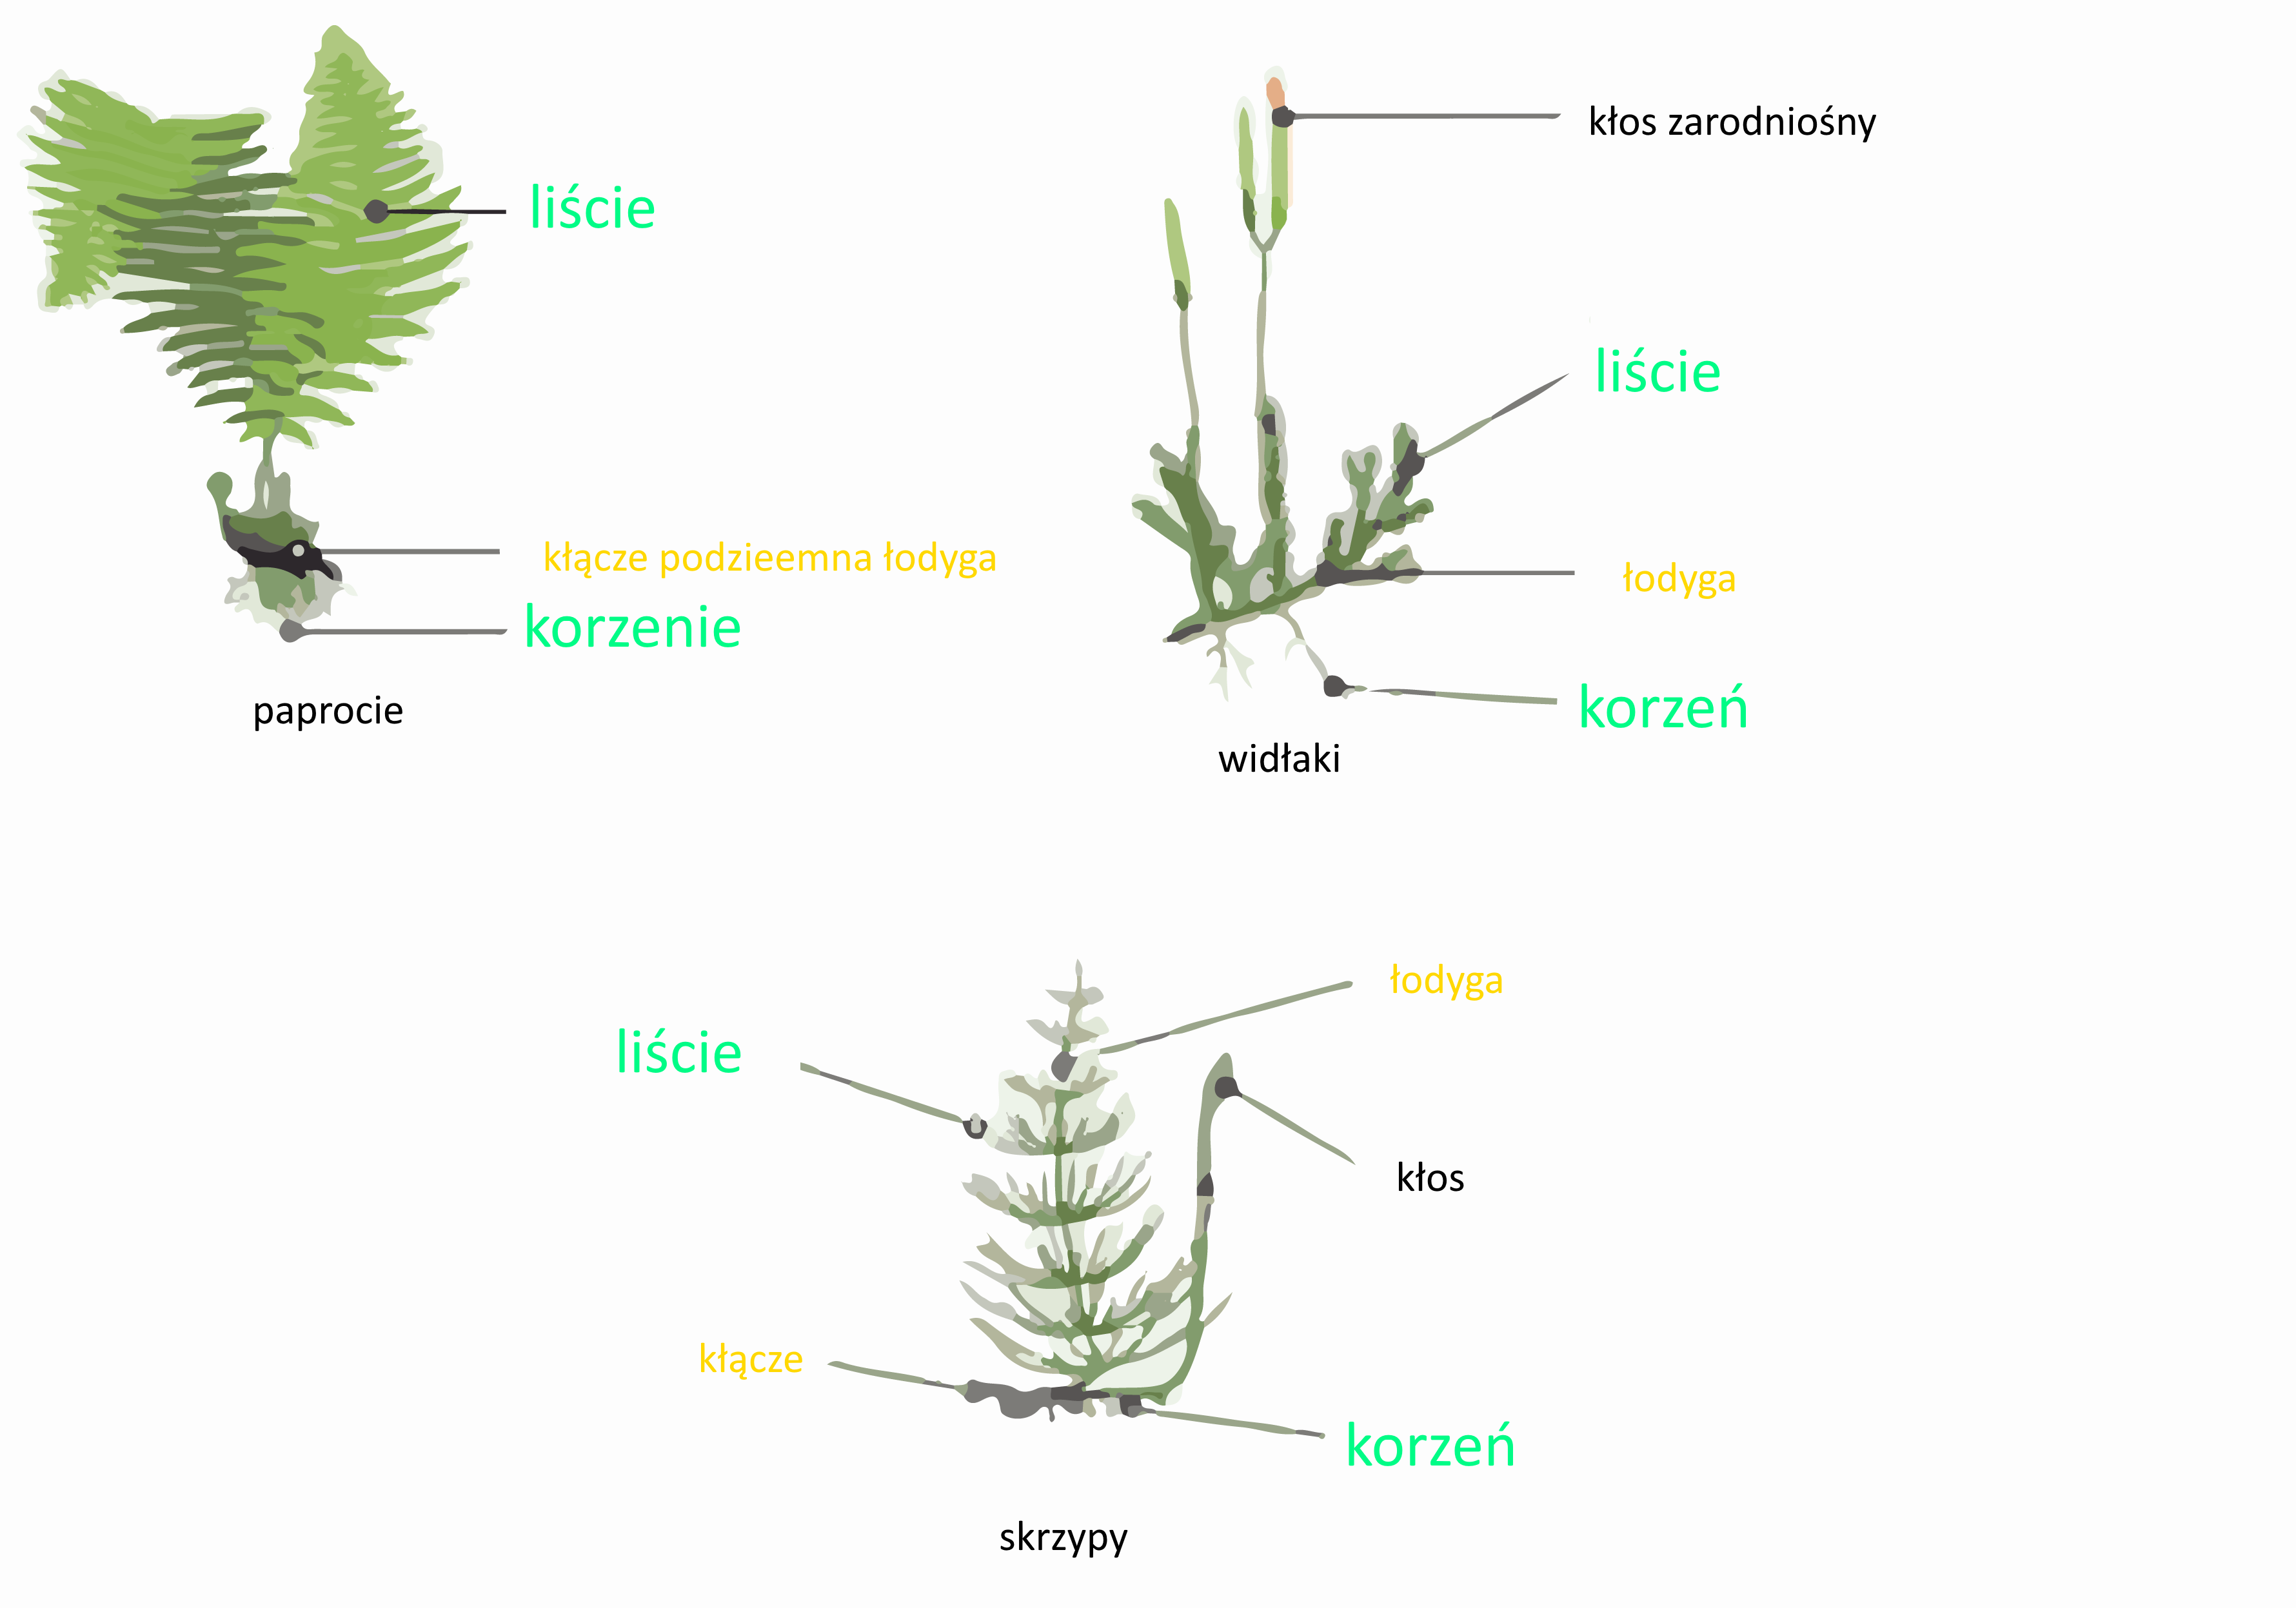 liście
kłącze podzieemna łodyga
korzenie
paprocie
kłos zarodniośny
liście
łodyga
korzeń
widłaki
łodyga
liście
kłos
kłącze
korzeń
skrzypy